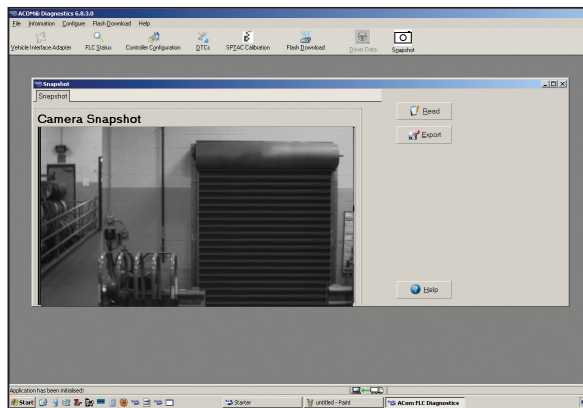 ACOM® Diagnostics 6.8.3.0
File Information Configure Flash Download Help
Vehicle Interface Adapter FLC Status Controller Configuration DTCs SPTAC Calibration Flash Download Driver Data Snapshot
Snapshot
Snapshot
Camera Snapshot
Read
Export
Help
Application has been initialised!
Start Starter untitled - Paint ACom FLC Diagnostics